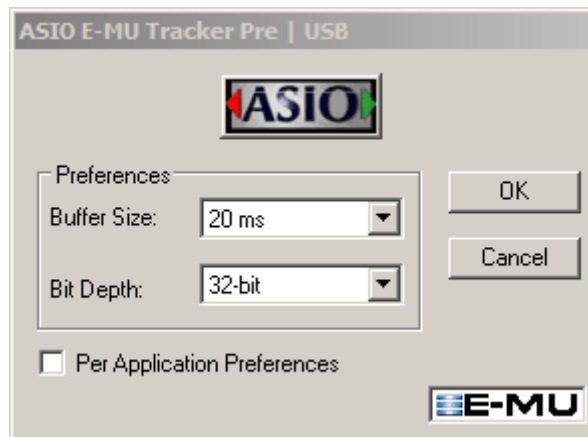 ASIO E-MU Tracker Pre | USB
ASIO
Preferences
Buffer Size: 20 ms
Bit Depth: 32-bit
OK
Cancel
Per Application Preferences
E-MU